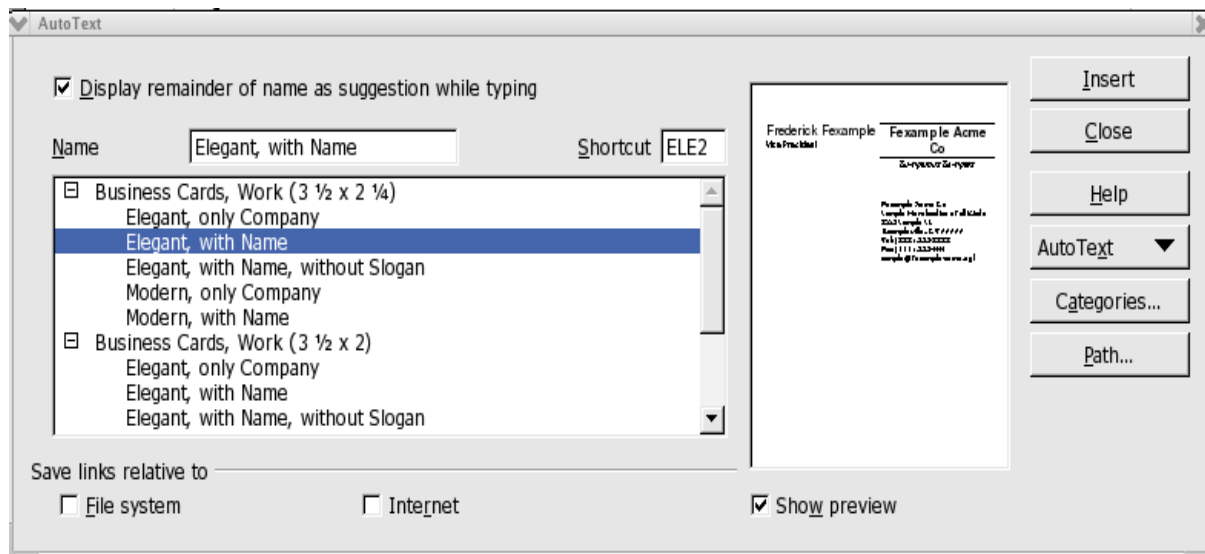 AutoText
Display remainder of name as suggestion while typing
Name Elegant, with Name Shortcut ELE2
Business Cards, Work (3 ½ x 2 ¼)
Elegant, only Company
Elegant, with Name
Elegant, with Name, without Slogan
Modern, only Company
Modern, with Name
Business Cards, Work (3 ½ x 2)
Elegant, only Company
Elegant, with Name
Elegant, with Name, without Slogan
Save links relative to
File system Internet
Frederick Fexample
Vice President
Fexample Acme
Co
Show preview
Insert
Close
Help
AutoText
Categories...
Path...